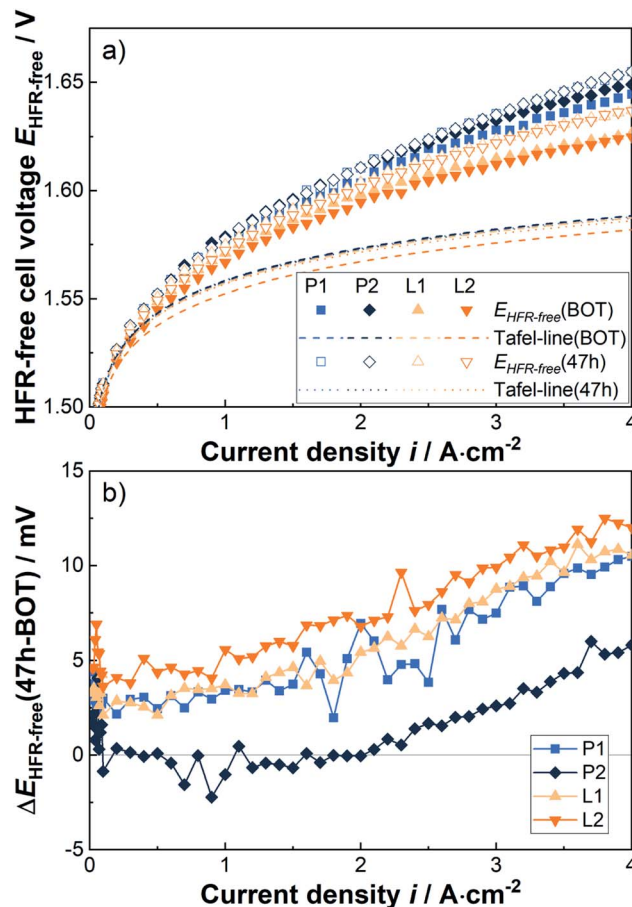 a)
HFR-free cell voltage E_HFR-free / V
1.65
1.60
1.55
1.50
P1 P2 L1 L2
E_HFR-free(BOT)
Tafel-line(BOT)
E_HFR-free(47h)
Tafel-line(47h)
0 1 2 3 4
Current density i / A·cm⁻²
b)
ΔE_HFR-free(47h-BOT) / mV
15
10
5
0
-5
P1
P2
L1
L2
0 1 2 3 4
Current density i / A·cm⁻²